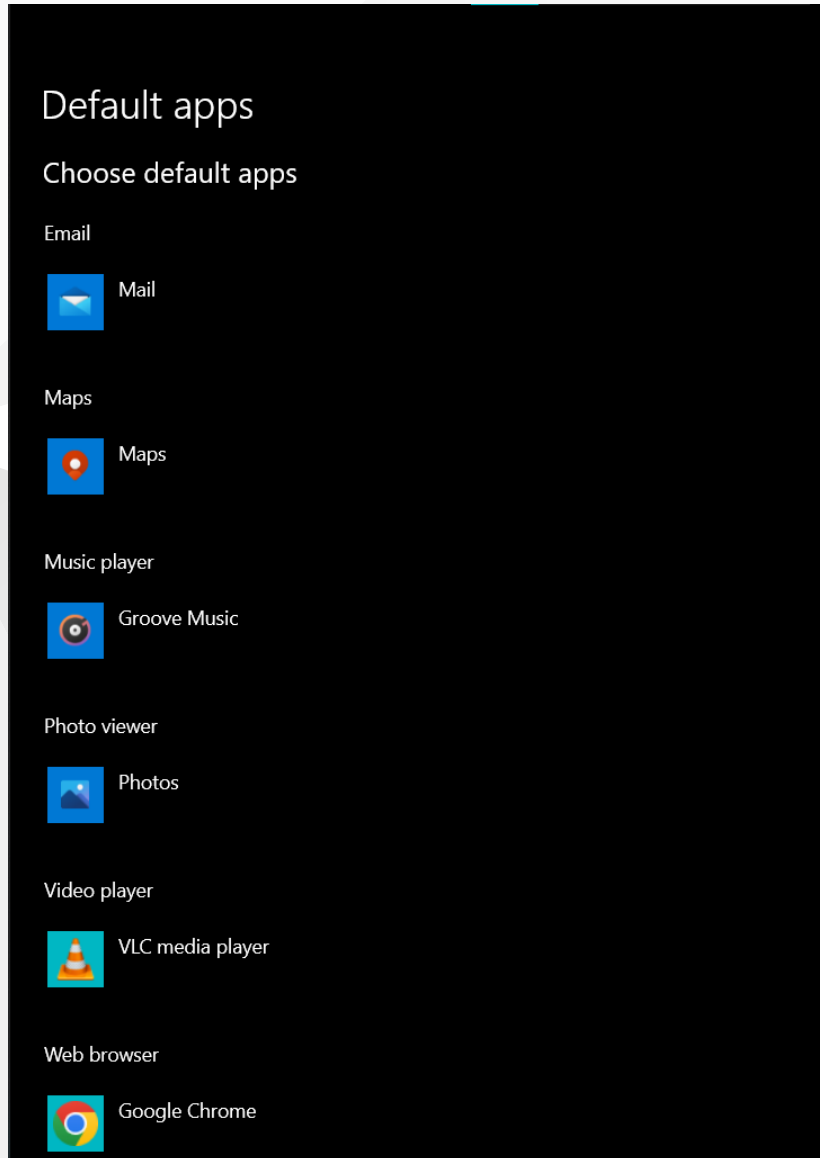 Default apps
Choose default apps
Email
Mail
Maps
Maps
Music player
Groove Music
Photo viewer
Photos
Video player
VLC media player
Web browser
Google Chrome